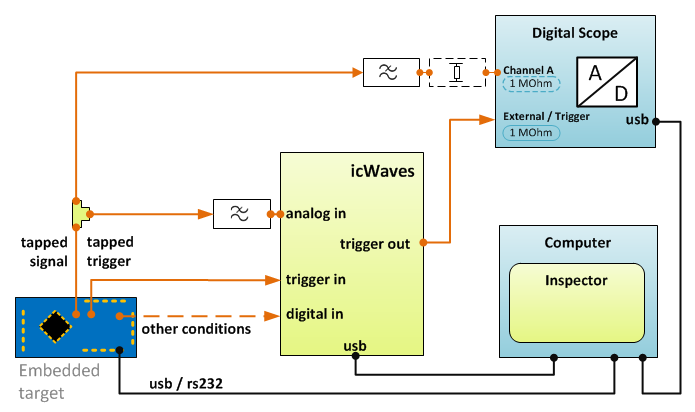 Digital Scope
Channel A
1 MOhm
A
D
External / Trigger
usb
1 MOhm
icWaves
analog in
trigger out
tapped tapped
signal trigger
trigger in
digital in
other conditions
usb
Computer
Inspector
Embedded
target
usb / rs232